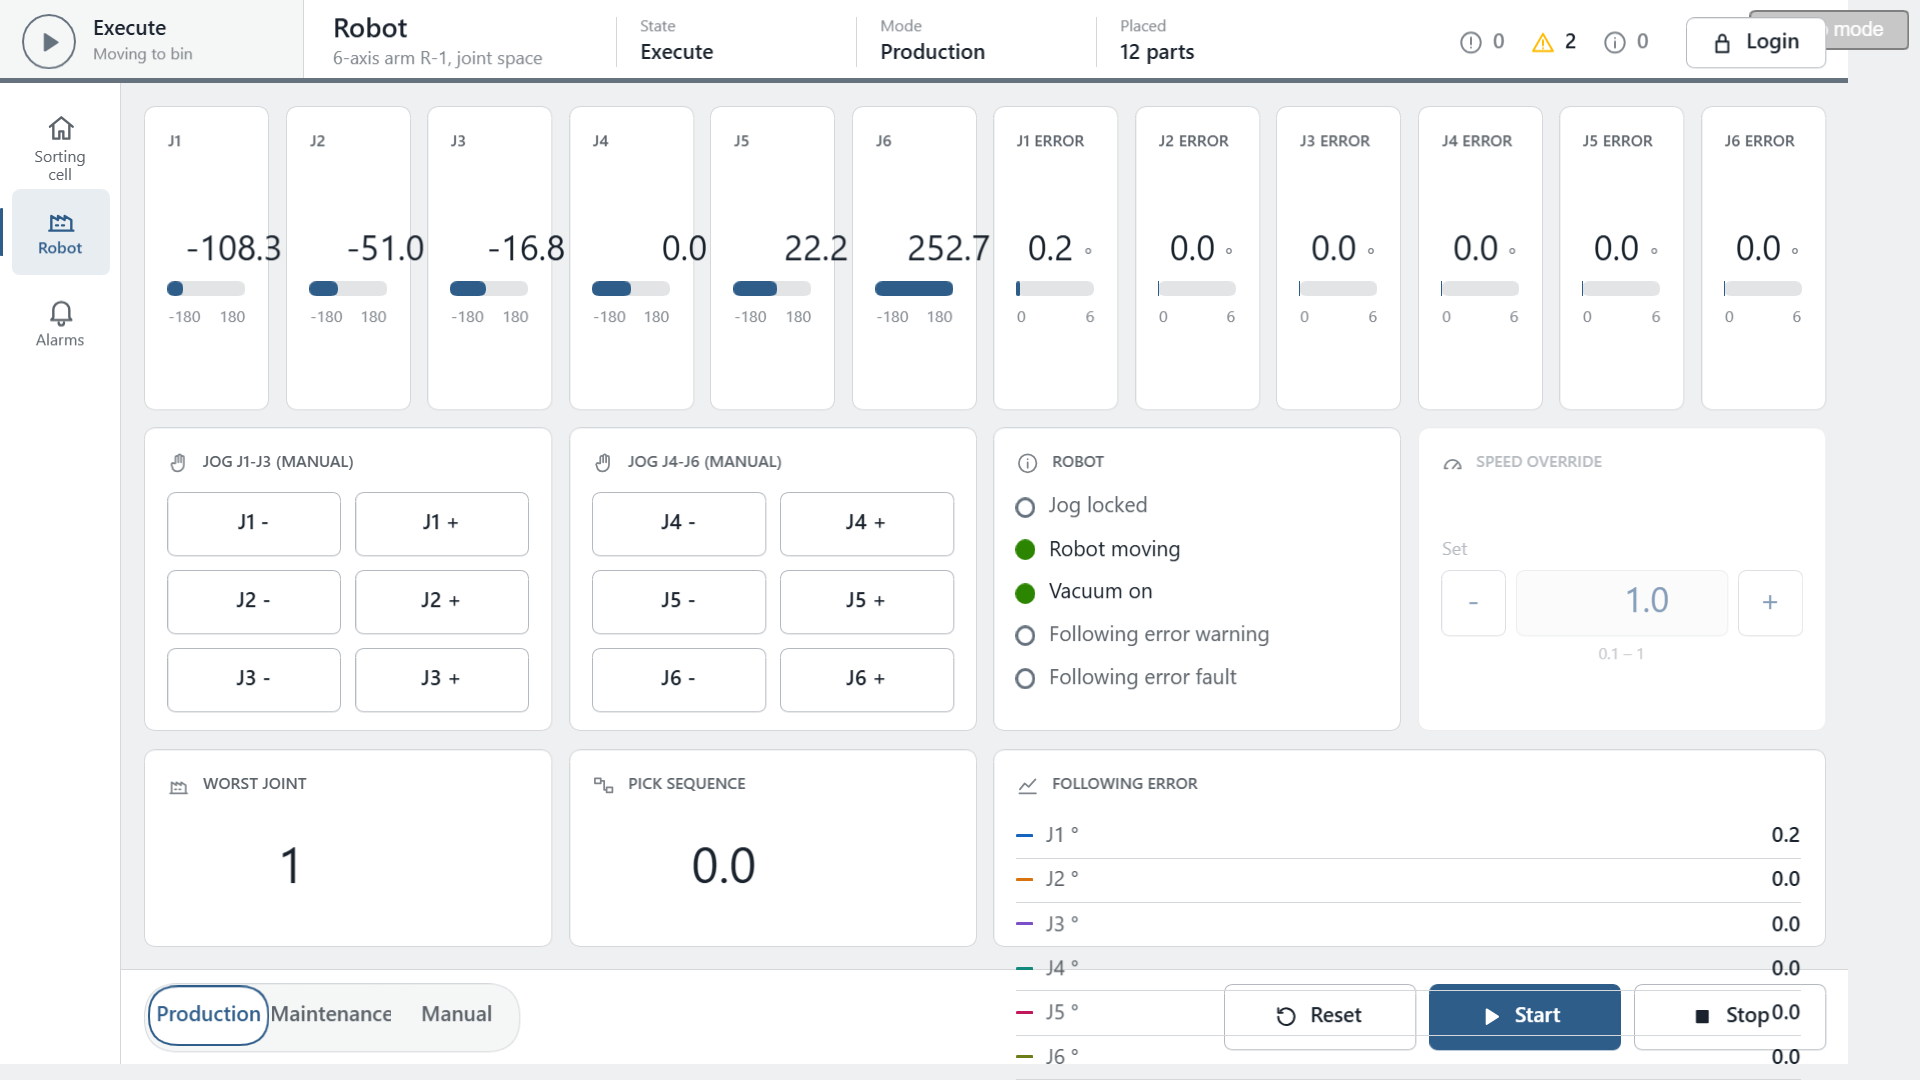 Execute
Moving to bin
Robot
6-axis arm R-1, joint space
State
Execute
Mode
Production
Placed
12 parts
0
2
0
Login
mode
Sorting
cell
Robot
Alarms
J1
-108.3
-180 180
J2
-51.0
-180 180
J3
-16.8
-180 180
J4
0.0
-180 180
J5
22.2
-180 180
J6
252.7
-180 180
J1 ERROR
0.2 °
0 6
J2 ERROR
0.0 °
0 6
J3 ERROR
0.0 °
0 6
J4 ERROR
0.0 °
0 6
J5 ERROR
0.0 °
0 6
J6 ERROR
0.0 °
0 6
JOG J1-J3 (MANUAL)
J1 - J1 +
J2 - J2 +
J3 - J3 +
JOG J4-J6 (MANUAL)
J4 - J4 +
J5 - J5 +
J6 - J6 +
ROBOT
Jog locked
Robot moving
Vacuum on
Following error warning
Following error fault
SPEED OVERRIDE
Set
- 1.0 +
0.1 – 1
WORST JOINT
1
PICK SEQUENCE
0.0
FOLLOWING ERROR
J1 ° 0.2
J2 ° 0.0
J3 ° 0.0
J4 ° 0.0
J5 ° 0.0
J6 ° 0.0
Production Maintenance Manual
Reset
Start
Stop